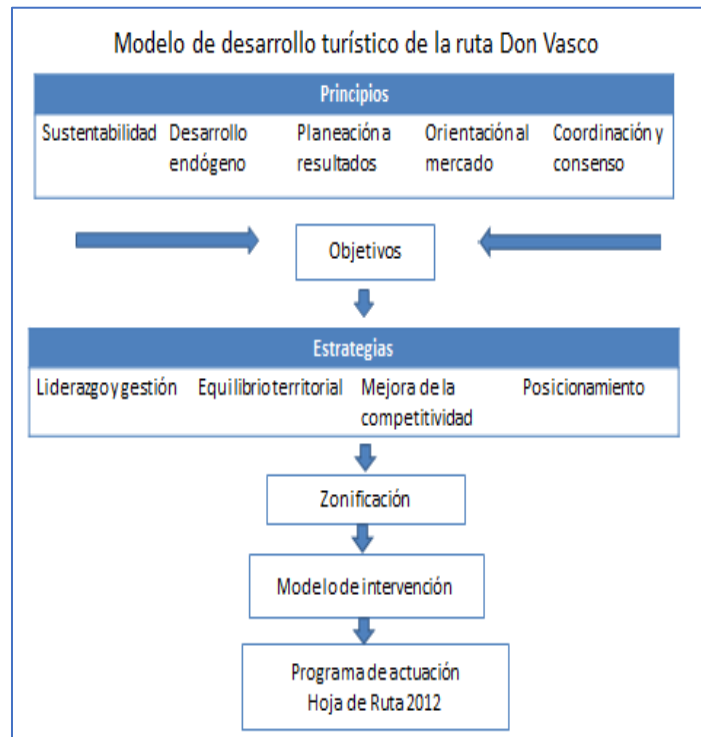 Modelo de desarrollo turístico de la ruta Don Vasco
Principios
Sustentabilidad
Desarrollo
endógeno
Planeación a
resultados
Orientación al
mercado
Coordinación y
consenso
Objetivos
Estrategias
Liderazgo y gestión
Equilibrio territorial
Mejora de la
competitividad
Posicionamiento
Zonificación
Modelo de intervención
Programa de actuación
Hoja de Ruta 2012